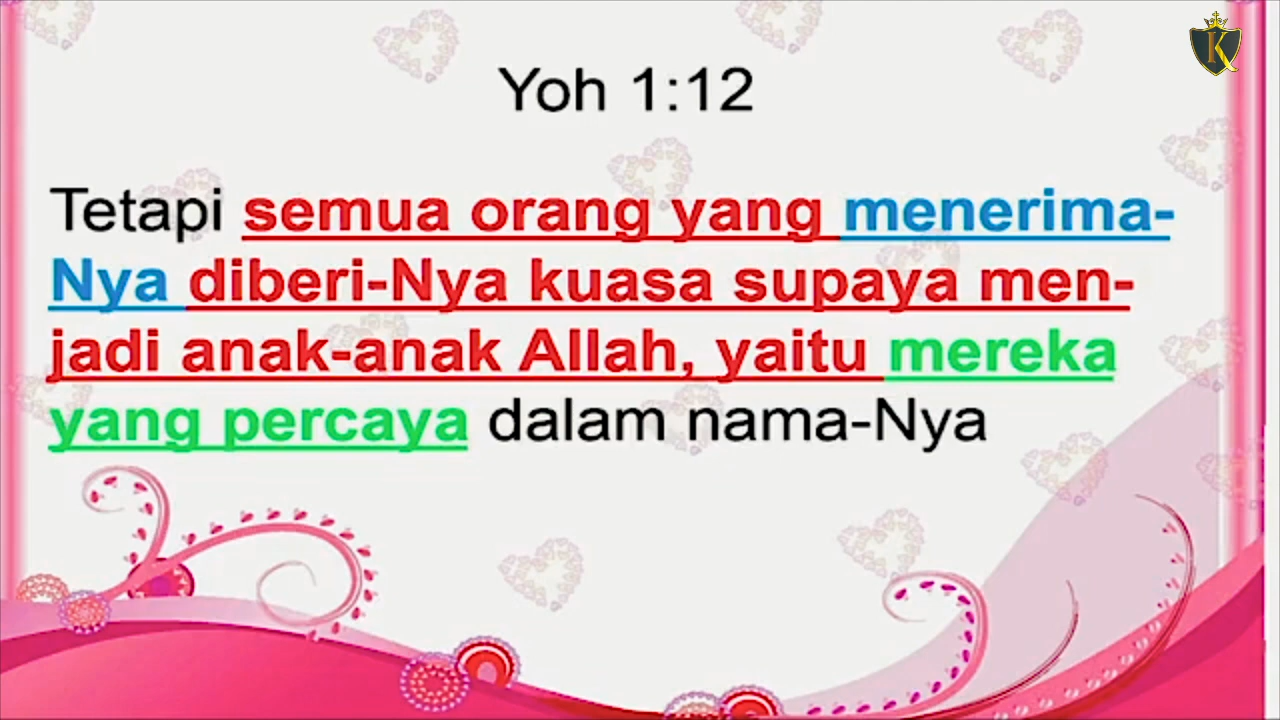 K
Yoh 1:12
Tetapi semua orang yang menerima-
Nya diberi-Nya kuasa supaya men-
jadi anak-anak Allah, yaitu mereka
yang percaya dalam nama-Nya